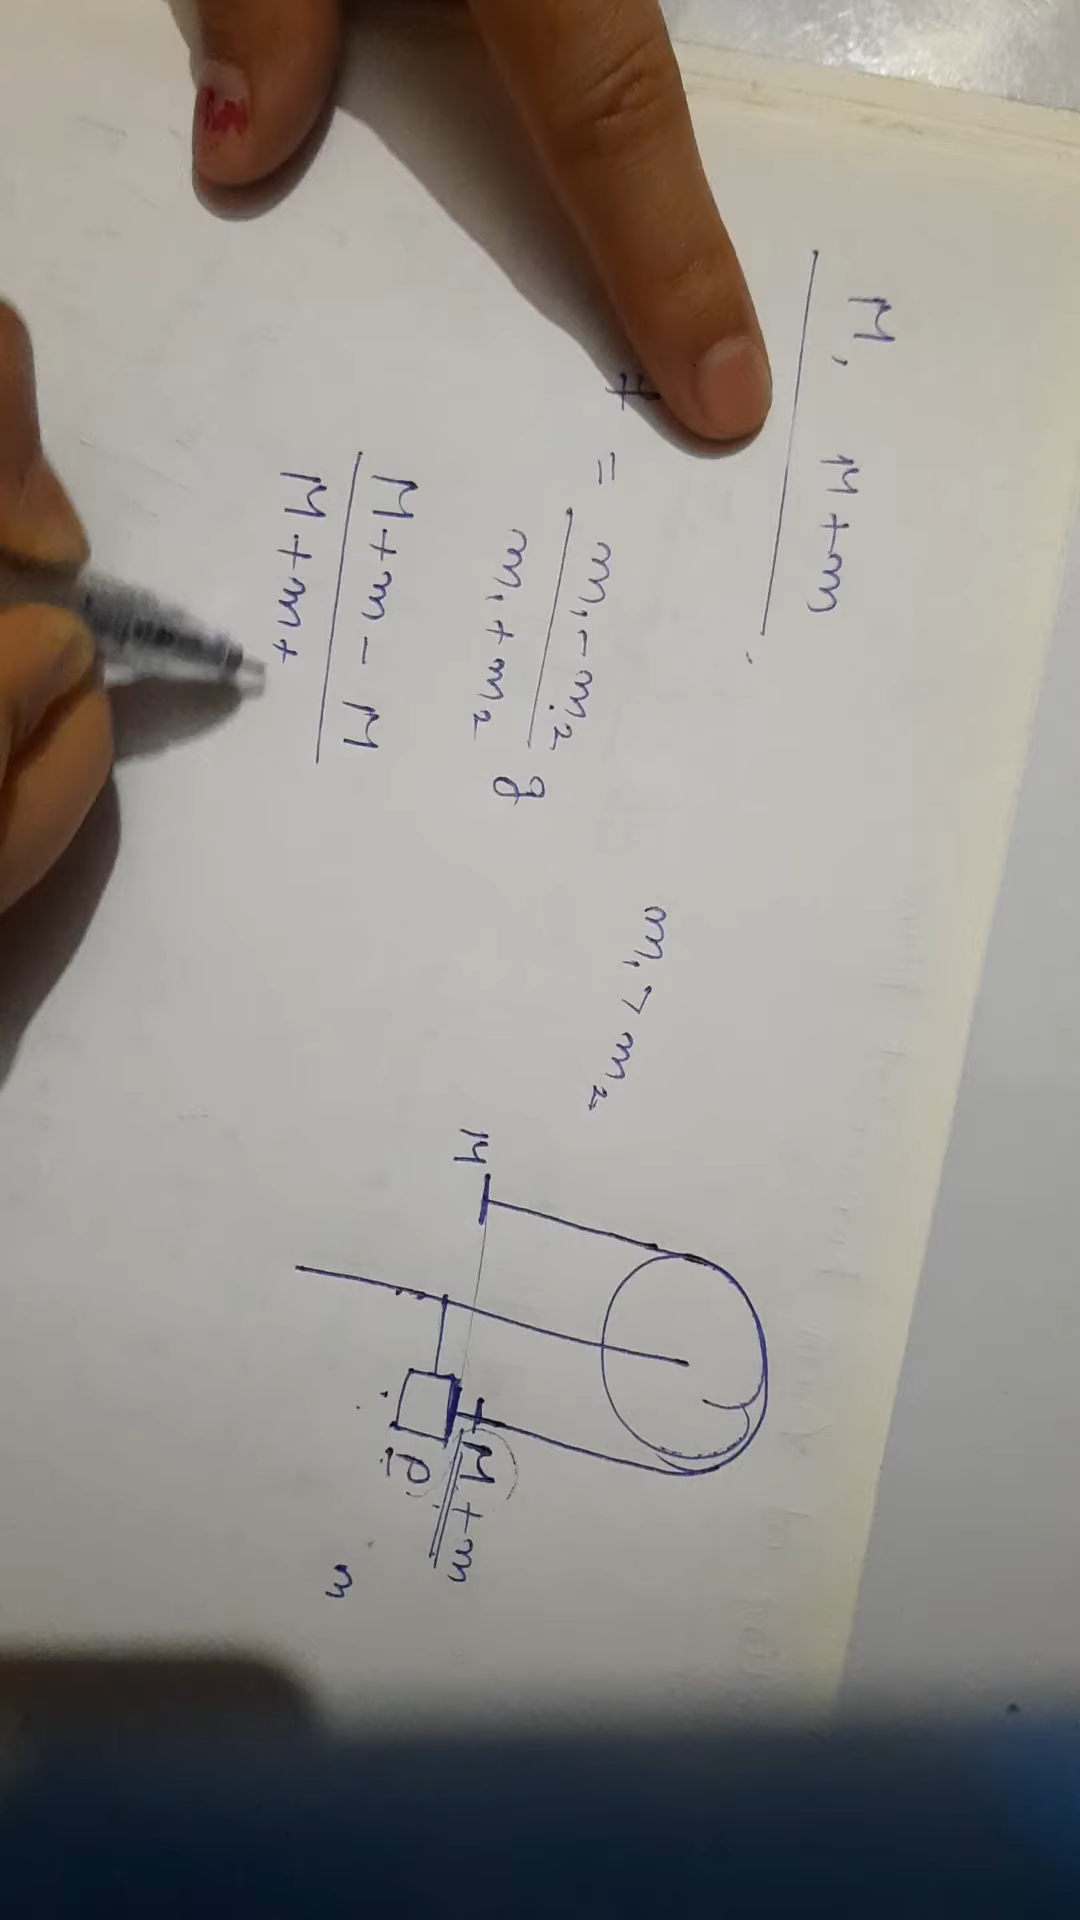 M, M+m
f = m₁ - m₂
m₁ + m₂ g
M+m - M
M+m+
m₁ > m₂
M
M+m
P
m